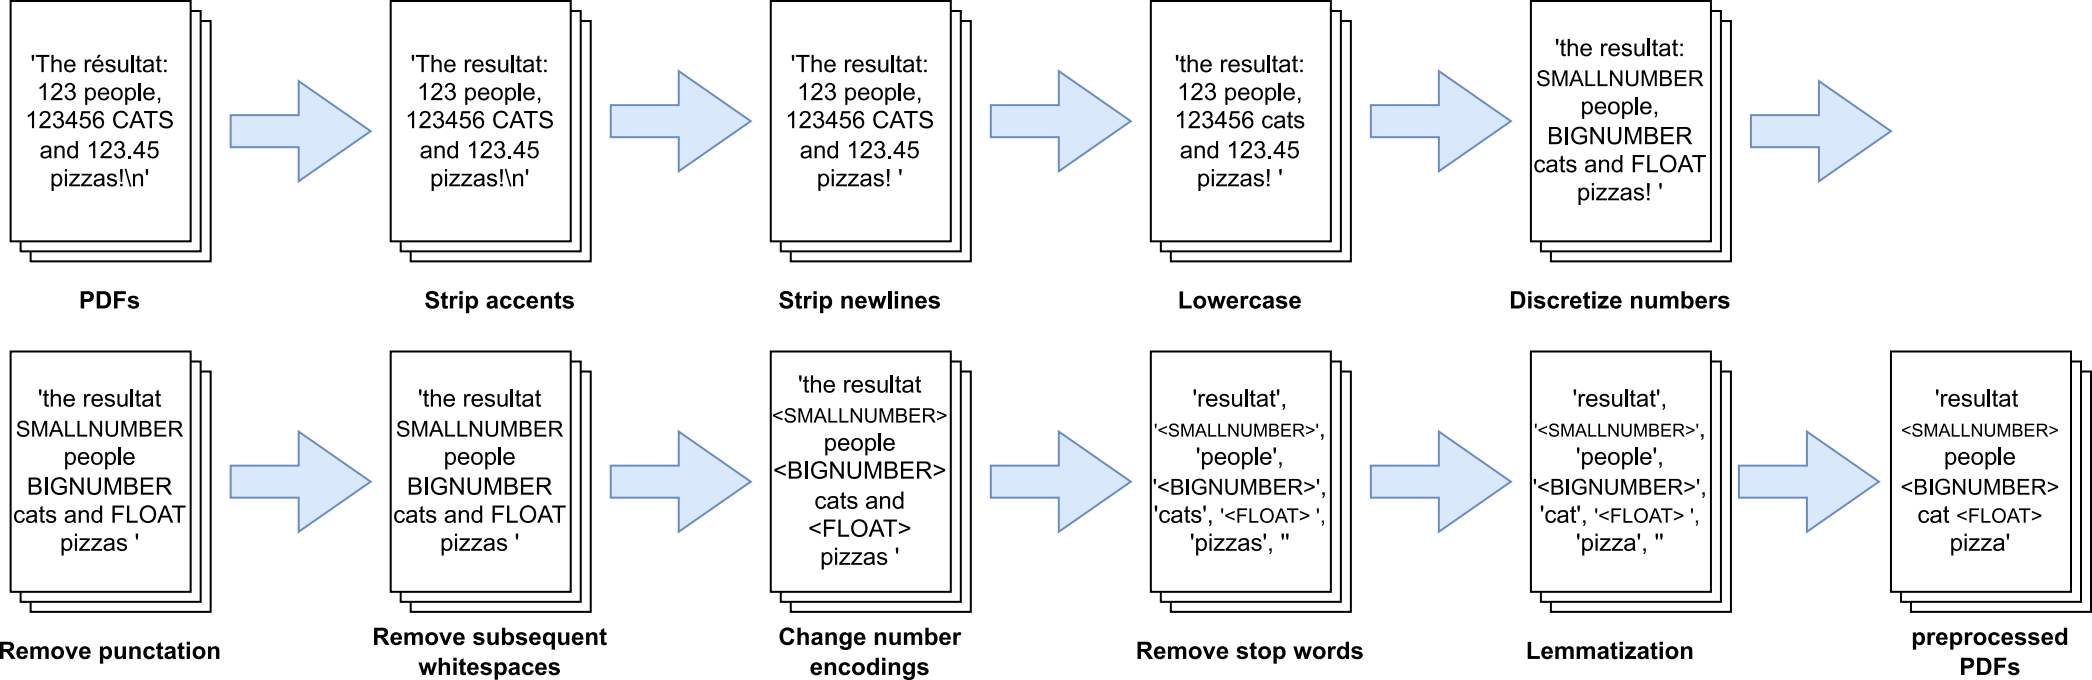 'The résultat:
123 people,
123456 CATS
and 123.45
pizzas!\n'
PDFs
'The resultat:
123 people,
123456 CATS
and 123.45
pizzas!\n'
Strip accents
'The resultat:
123 people,
123456 CATS
and 123.45
pizzas! '
Strip newlines
'the resultat:
123 people,
123456 cats
and 123.45
pizzas! '
Lowercase
'the resultat:
SMALLNUMBER
people,
BIGNUMBER
cats and FLOAT
pizzas! '
Discretize numbers
'the resultat
SMALLNUMBER
people
BIGNUMBER
cats and FLOAT
pizzas '
Remove punctation
'the resultat
SMALLNUMBER
people
BIGNUMBER
cats and FLOAT
pizzas '
Remove subsequent
whitespaces
'the resultat
<SMALLNUMBER>
people
<BIGNUMBER>
cats and
<FLOAT>
pizzas '
Change number
encodings
'resultat',
'<SMALLNUMBER>',
'people',
'<BIGNUMBER>',
'cats', '<FLOAT> ',
'pizzas', ''
Remove stop words
'resultat',
'<SMALLNUMBER>',
'people',
'<BIGNUMBER>',
'cat', '<FLOAT> ',
'pizza', ''
Lemmatization
'resultat
<SMALLNUMBER>
people
<BIGNUMBER>
cat <FLOAT>
pizza'
preprocessed
PDFs